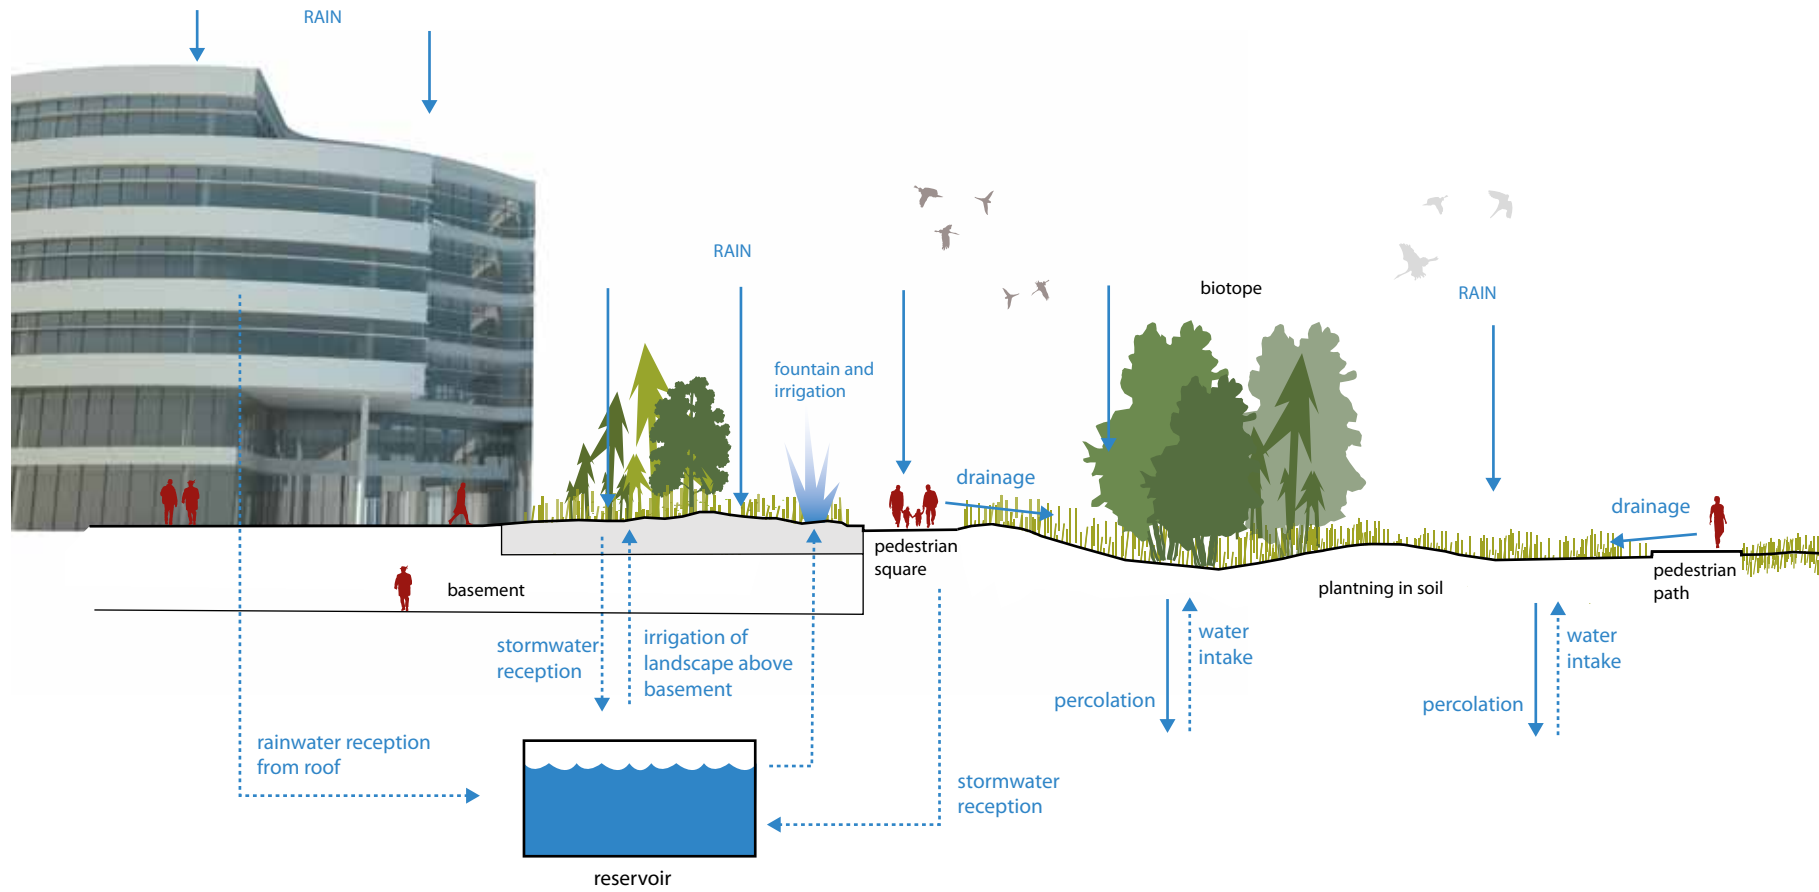 RAIN
RAIN
biotope
RAIN
fountain and
irrigation
drainage
drainage
pedestrian
square
basement
plantning in soil
pedestrian
path
stormwater
reception
irrigation of
landscape above
basement
water
intake
water
intake
percolation
percolation
rainwater reception
from roof
stormwater
reception
reservoir